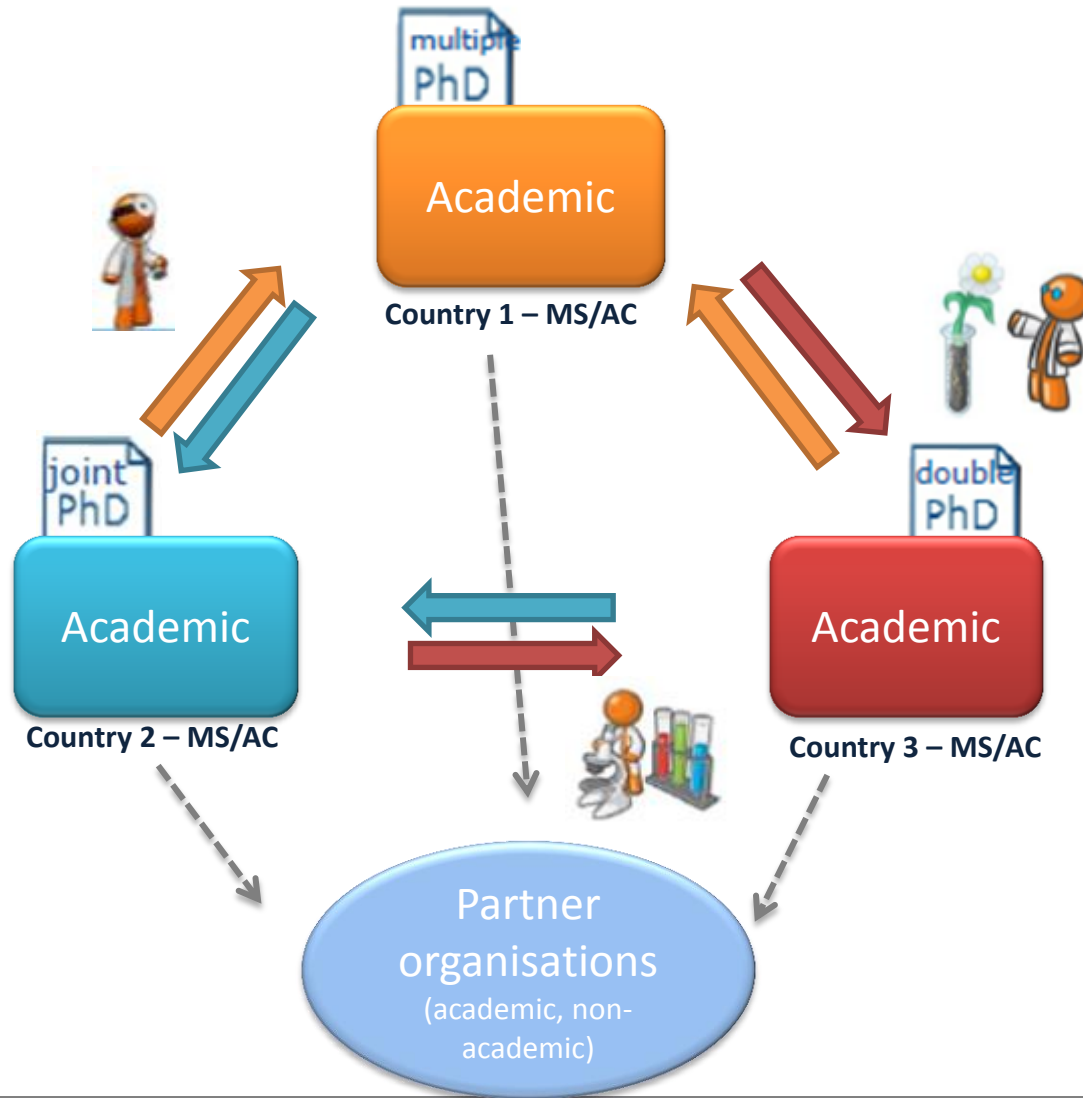 multiple
PhD
Academic
Country 1 – MS/AC
joint
PhD
double
PhD
Academic
Academic
Country 2 – MS/AC
Country 3 – MS/AC
Partner
organisations
(academic, non-
academic)